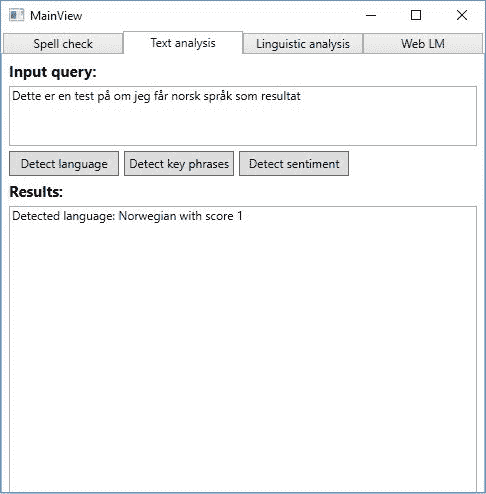 MainView
Spell check Text analysis Linguistic analysis Web LM
Input query:
Dette er en test på om jeg får norsk språk som resultat
Detect language Detect key phrases Detect sentiment
Results:
Detected language: Norwegian with score 1